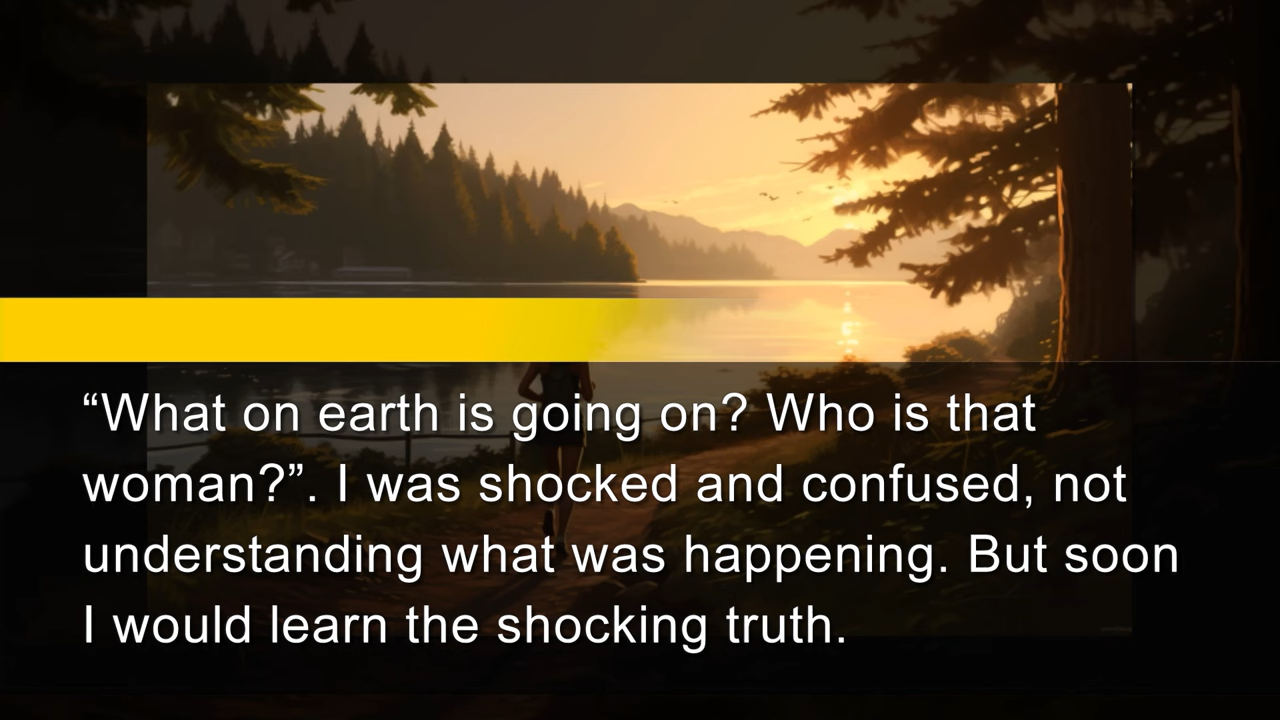 “What on earth is going on? Who is that
woman?”. I was shocked and confused, not
understanding what was happening. But soon
I would learn the shocking truth.